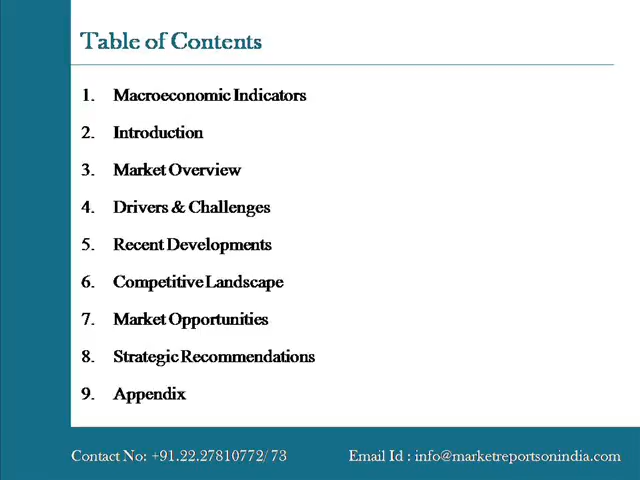 Table of Contents
1. Macroeconomic Indicators
2. Introduction
3. Market Overview
4. Drivers & Challenges
5. Recent Developments
6. Competitive Landscape
7. Market Opportunities
8. Strategic Recommendations
9. Appendix
Contact No: +91.22.27810772/ 73 Email Id : info@marketreportsonindia.com